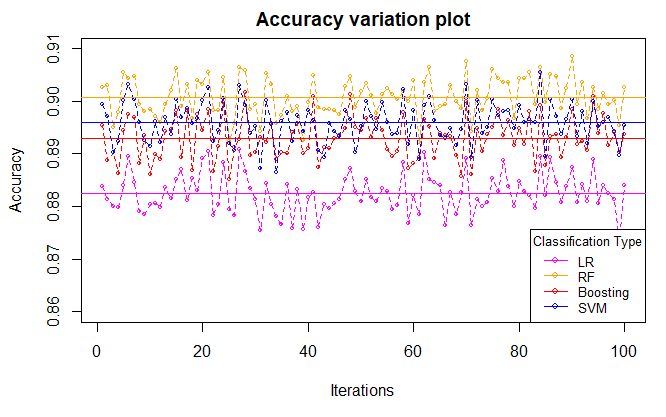 Accuracy variation plot
Accuracy
0.91
0.90
0.89
0.88
0.87
0.86
0
20
40
60
80
100
Iterations
Classification Type
LR
RF
Boosting
SVM